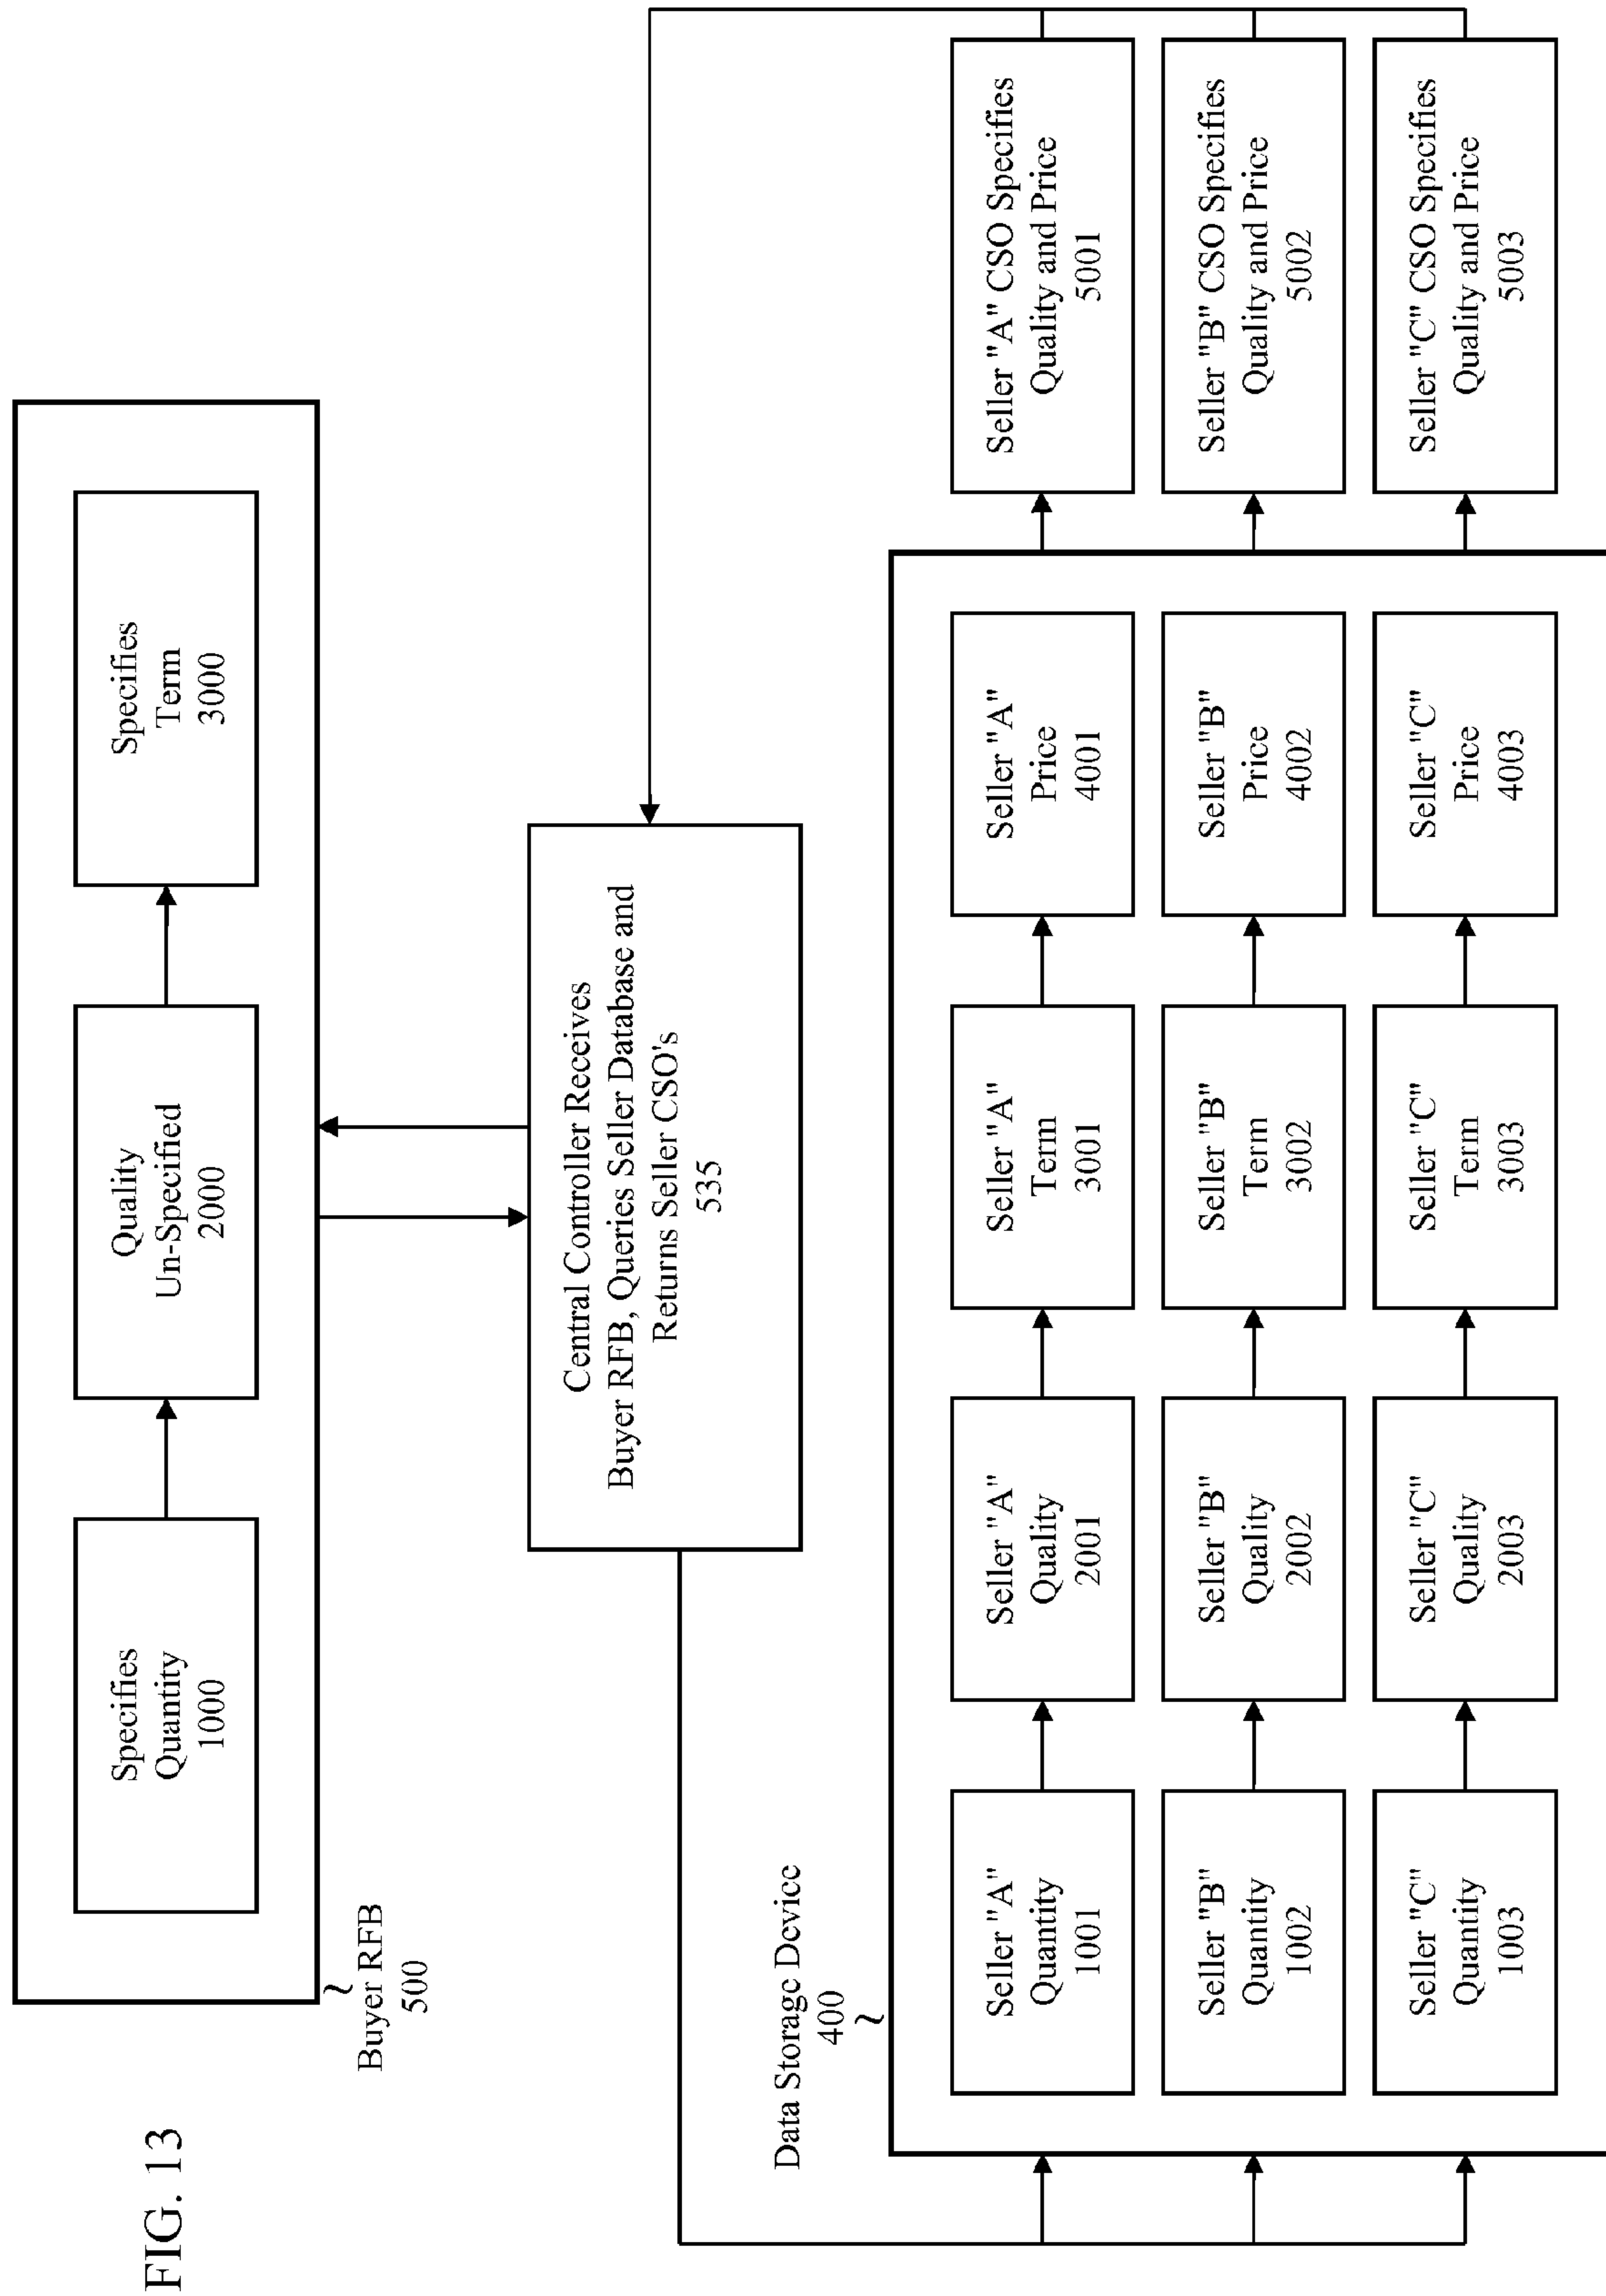 FIG. 13
Buyer RFB
500
Specifies
Quantity
1000
Quality
Un-Specified
2000
Specifies
Term
3000
Central Controller Receives
Buyer RFB, Queries Seller Database and
Returns Seller CSO's
535
Data Storage Device
400
Seller "A"
Quantity
1001
Seller "A"
Quality
2001
Seller "A"
Term
3001
Seller "A"
Price
4001
Seller "A" CSO Specifies
Quality and Price
5001
Seller "B"
Quantity
1002
Seller "B"
Quality
2002
Seller "B"
Term
3002
Seller "B"
Price
4002
Seller "B" CSO Specifies
Quality and Price
5002
Seller "C"
Quantity
1003
Seller "C"
Quality
2003
Seller "C"
Term
3003
Seller "C"
Price
4003
Seller "C" CSO Specifies
Quality and Price
5003